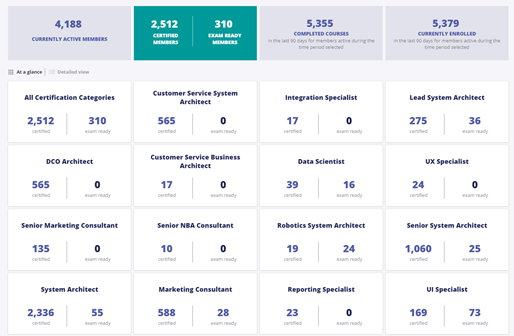 4,188
CURRENTLY ACTIVE MEMBERS
2,512
CERTIFIED
MEMBERS
310
EXAM READY
MEMBERS
5,355
COMPLETED COURSES
in the last 90 days for members active during the
time period selected
5,379
CURRENTLY ENROLLED
in the last 90 days for members active during the
time period selected
At a glance
Detailed view
All Certification Categories
2,512 310
certified exam ready
Customer Service System
Architect
565 0
certified exam ready
Integration Specialist
17 0
certified exam ready
Lead System Architect
275 36
certified exam ready
DCO Architect
565 0
certified exam ready
Customer Service Business
Architect
17 0
certified exam ready
Data Scientist
39 16
certified exam ready
UX Specialist
24 0
certified exam ready
Senior Marketing Consultant
135 0
certified exam ready
Senior NBA Consultant
10 0
certified exam ready
Robotics System Architect
19 24
certified exam ready
Senior System Architect
1,060 25
certified exam ready
System Architect
2,336 55
certified exam ready
Marketing Consultant
588 28
certified exam ready
Reporting Specialist
23 0
certified exam ready
UI Specialist
169 73
certified exam ready